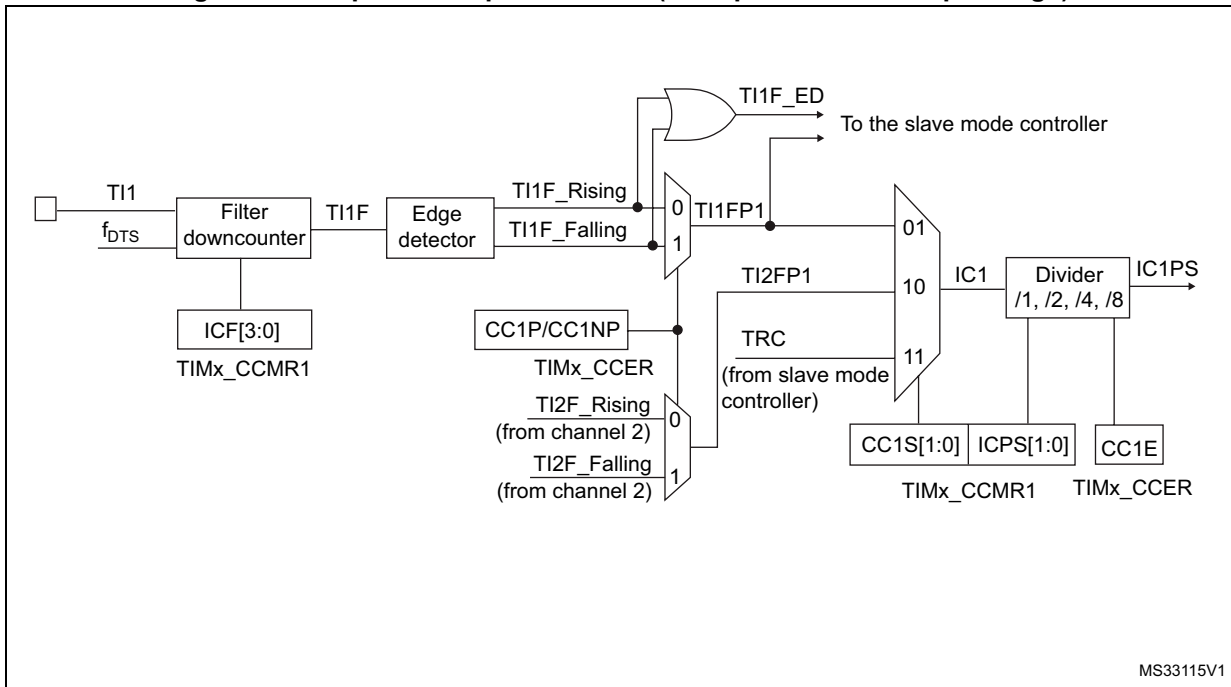 TI1F_ED
To the slave mode controller
TI1
f_DTS
Filter
downcounter
TI1F
Edge
detector
TI1F_Rising
TI1F_Falling
0
1
TI1FP1
01
10
11
TI2FP1
IC1
Divider
/1, /2, /4, /8
IC1PS
ICF[3:0]
TIMx_CCMR1
CC1P/CC1NP
TIMx_CCER
TRC
(from slave mode
controller)
TI2F_Rising
(from channel 2)
TI2F_Falling
(from channel 2)
0
1
CC1S[1:0]
ICPS[1:0]
TIMx_CCMR1
CC1E
TIMx_CCER
MS33115V1